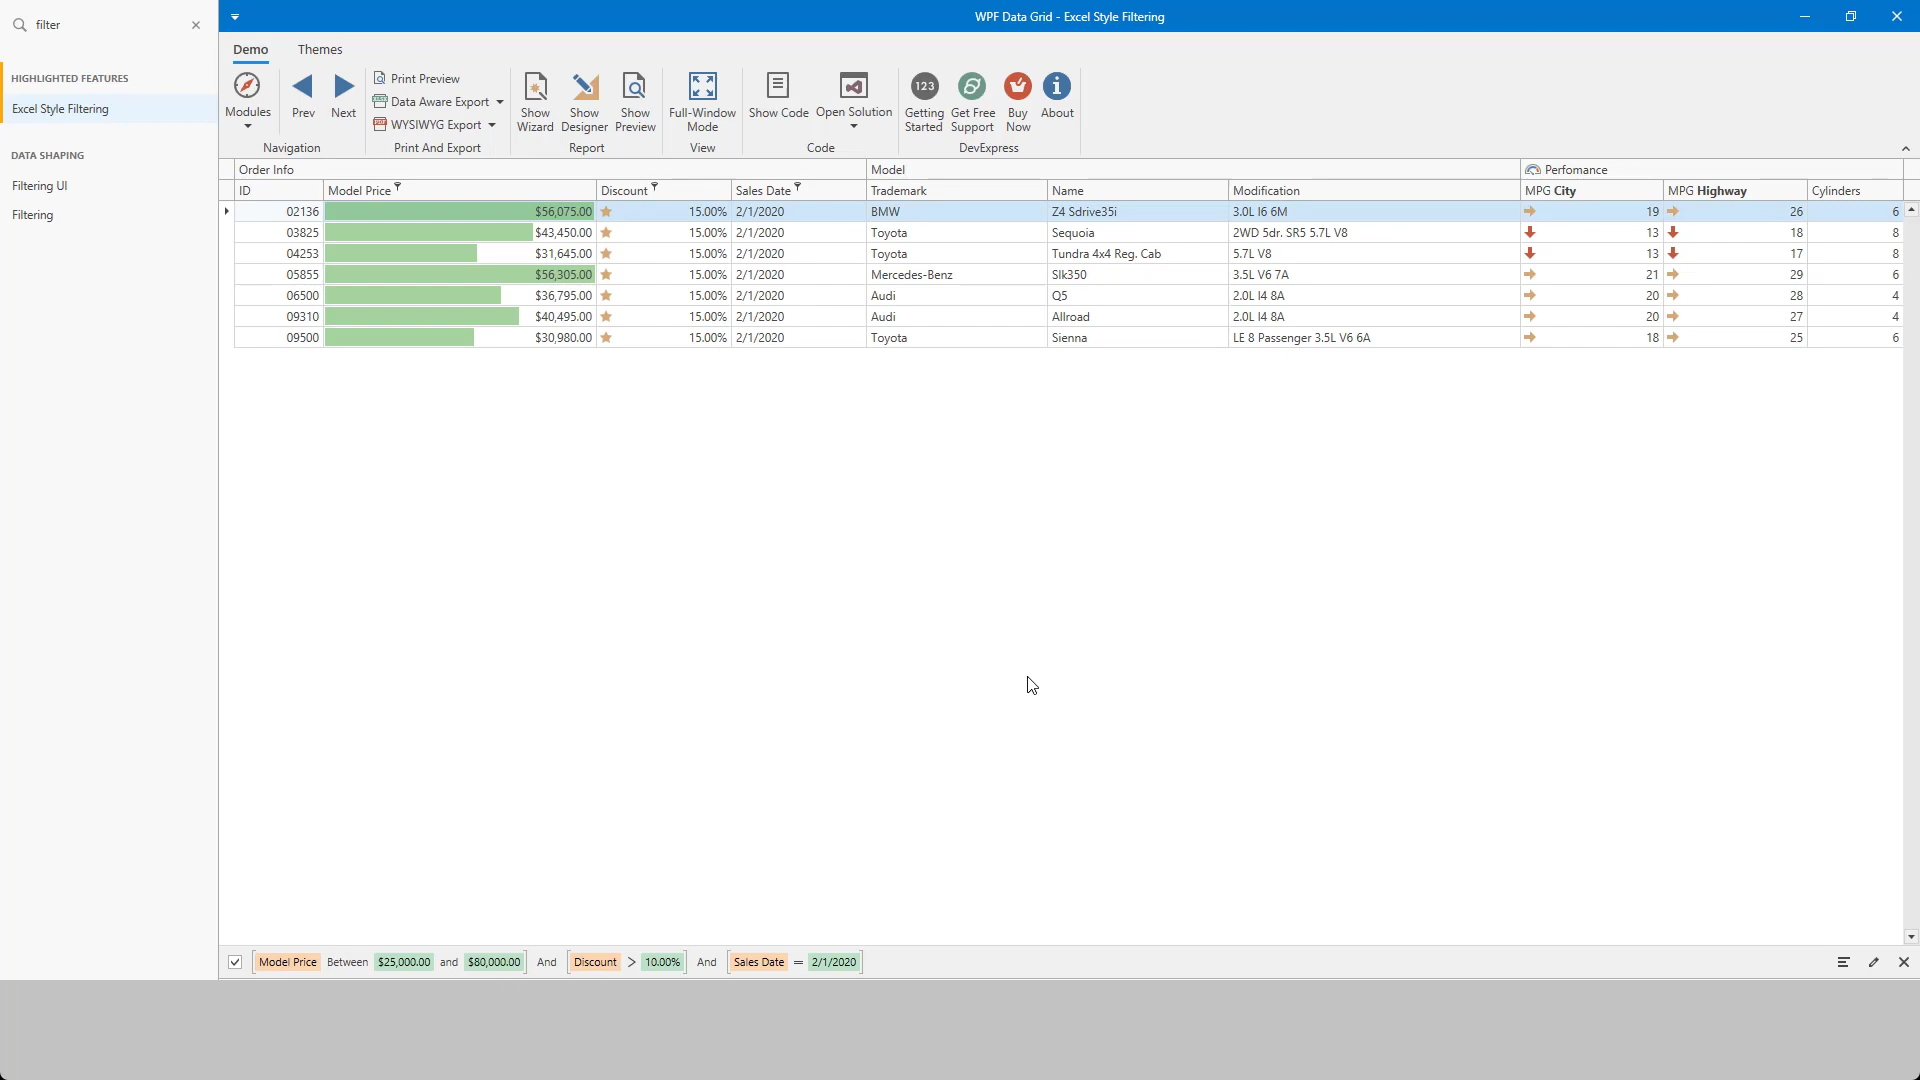 filter
WPF Data Grid - Excel Style Filtering
HIGHLIGHTED FEATURES
Excel Style Filtering
DATA SHAPING
Filtering UI
Filtering
Demo Themes
Modules
Prev
Next
Navigation
Print Preview
Data Aware Export
WYSIWYG Export
Print And Export
Show Wizard
Show Designer
Show Preview
Report
Full-Window Mode
View
Show Code
Open Solution
Code
123
Getting Started
Get Free Support
Buy Now
About
DevExpress
Order Info Model Perfomance
ID Model Price Discount Sales Date Trademark Name Modification MPG City MPG Highway Cylinders
02136 $56,075.00 15.00% 2/1/2020 BMW Z4 Sdrive35i 3.0L I6 6M 19 26 6
03825 $43,450.00 15.00% 2/1/2020 Toyota Sequoia 2WD 5dr. SR5 5.7L V8 13 18 8
04253 $31,645.00 15.00% 2/1/2020 Toyota Tundra 4x4 Reg. Cab 5.7L V8 13 17 8
05855 $56,305.00 15.00% 2/1/2020 Mercedes-Benz Slk350 3.5L V6 7A 21 29 6
06500 $36,795.00 15.00% 2/1/2020 Audi Q5 2.0L I4 8A 20 28 4
09310 $40,495.00 15.00% 2/1/2020 Audi Allroad 2.0L I4 8A 20 27 4
09500 $30,980.00 15.00% 2/1/2020 Toyota Sienna LE 8 Passenger 3.5L V6 6A 18 25 6
Model Price Between $25,000.00 and $80,000.00 And Discount > 10.00% And Sales Date = 2/1/2020